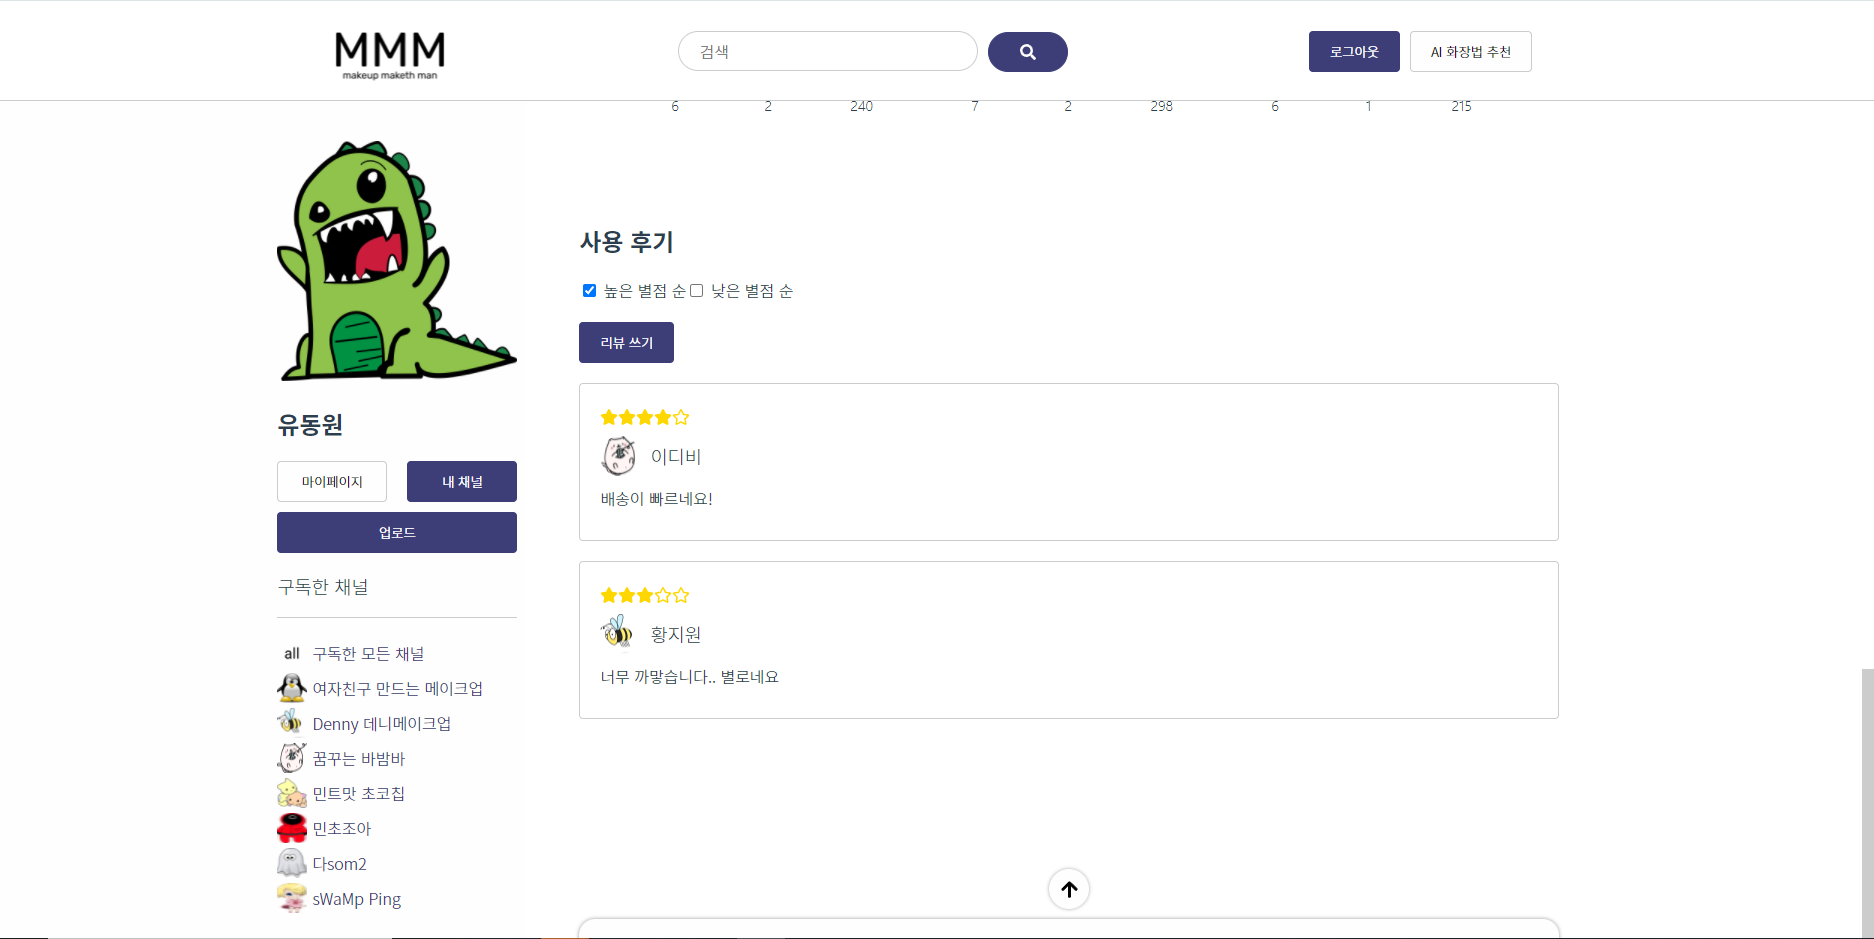 MMM
makeup maketh man
검색
로그아웃
AI 화장법 추천
6 2 240 7 2 298 6 1 215
유동원
마이페이지
내 채널
업로드
구독한 채널
all 구독한 모든 채널
여자친구 만드는 메이크업
Denny 데니메이크업
꿈꾸는 바밤바
민트맛 초코칩
민초조아
다som2
sWaMp Ping
사용 후기
높은 별점 순 낮은 별점 순
리뷰 쓰기
이디비
배송이 빠르네요!
황지원
너무 까맣습니다.. 별로네요